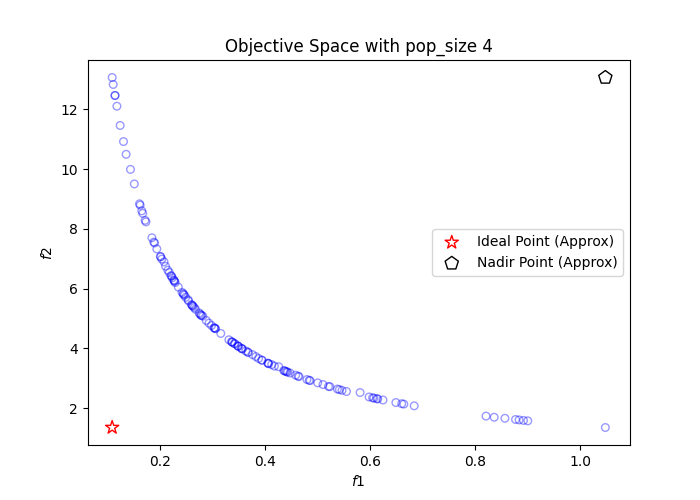 Objective Space with pop_size 4
f2
12
10
8
6
4
2
Ideal Point (Approx)
Nadir Point (Approx)
0.2 0.4 0.6 0.8 1.0
f1